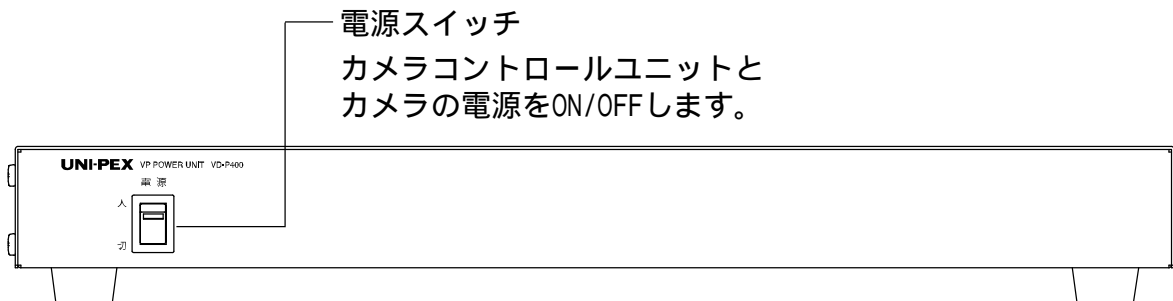 電源スイッチ
カメラコントロールユニットと
カメラの電源をON/OFFします。
UNI-PEX VP POWER UNIT VD-P400
電 源
入
切